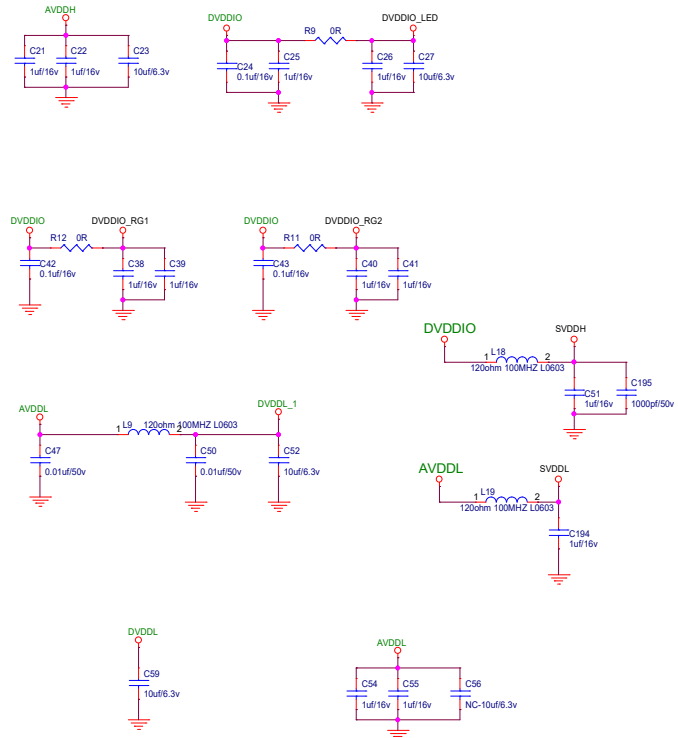 AVDDH
C21
1uf/16v
C22
1uf/16v
C23
10uf/6.3v
DVDDIO
DVDDIO_LED
R9 0R
C24
0.1uf/16v
C25
1uf/16v
C26
1uf/16v
C27
10uf/6.3v
DVDDIO
DVDDIO_RG1
R12 0R
C42
0.1uf/16v
C38
1uf/16v
C39
1uf/16v
DVDDIO
DVDDIO_RG2
R11 0R
C43
0.1uf/16v
C40
1uf/16v
C41
1uf/16v
DVDDIO
SVDDH
1 L18 2
120ohm 100MHZ L0603
C51
1uf/16v
C195
1000pf/50v
AVDDL
DVDDL_1
1 L9 120ohm 100MHZ L0603 2
C47
0.01uf/50v
C50
0.01uf/50v
C52
10uf/6.3v
AVDDL
SVDDL
1 L19 2
120ohm 100MHZ L0603
C194
1uf/16v
DVDDL
C59
10uf/6.3v
AVDDL
C54
1uf/16v
C55
1uf/16v
C56
NC-10uf/6.3v